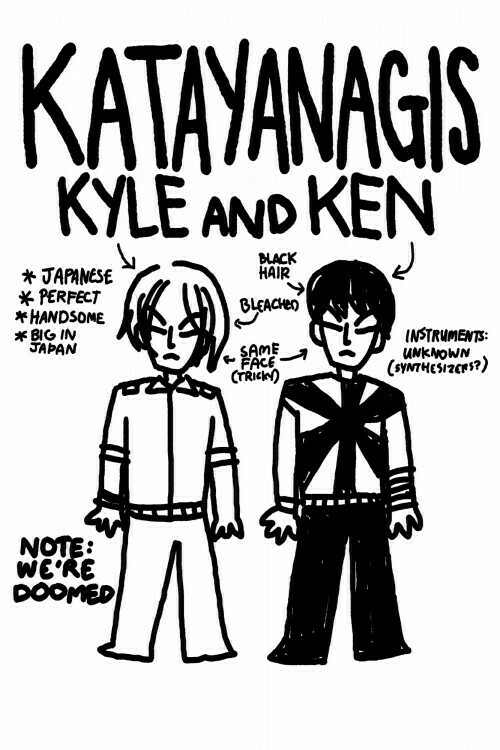 KATAYANAGIS
KYLE AND KEN
* JAPANESE
* PERFECT
* HANDSOME
* BIG IN
JAPAN
BLACK
HAIR
BLEACHED
SAME
FACE
(TRICKY)
INSTRUMENTS:
UNKNOWN
(SYNTHESIZERS?)
NOTE:
WE'RE
DOOMED